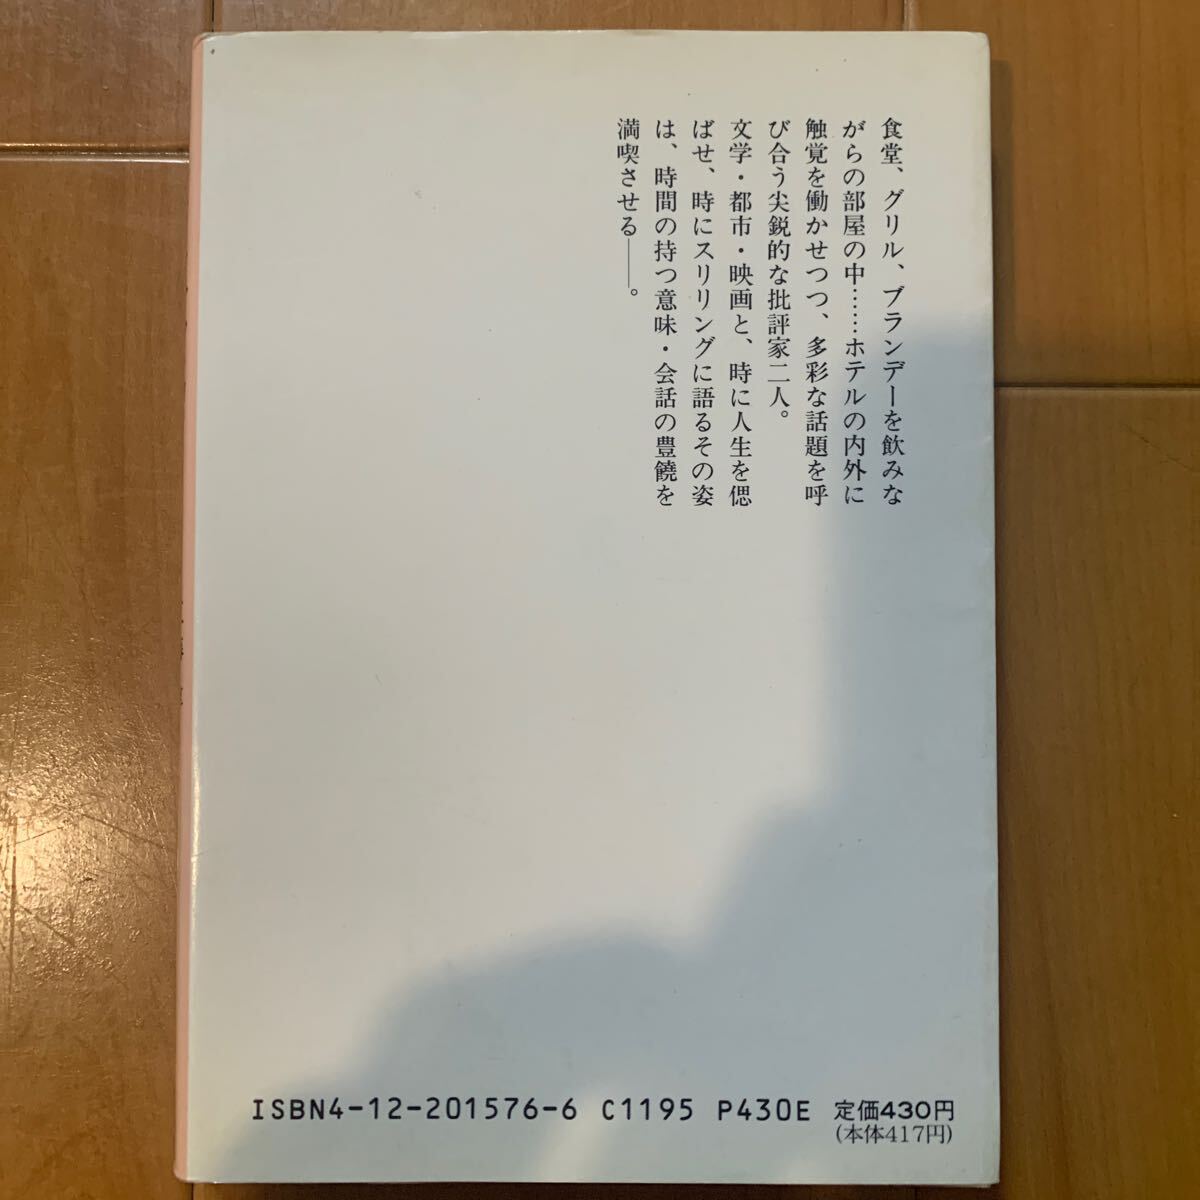 食堂、グリル、ブランデーを飲みな
がらの部屋の中……ホテルの内外に
触覚を働かせつつ、多彩な話題を呼
び合う尖鋭的な批評家二人。
文学・都市・映画と、時に人生を偲
ばせ、時にスリリングに語るその姿
は、時間の持つ意味・会話の豊饒を
満喫させる——。
ISBN4-12-201576-6 C1195 P430E 定価430円
(本体417円)